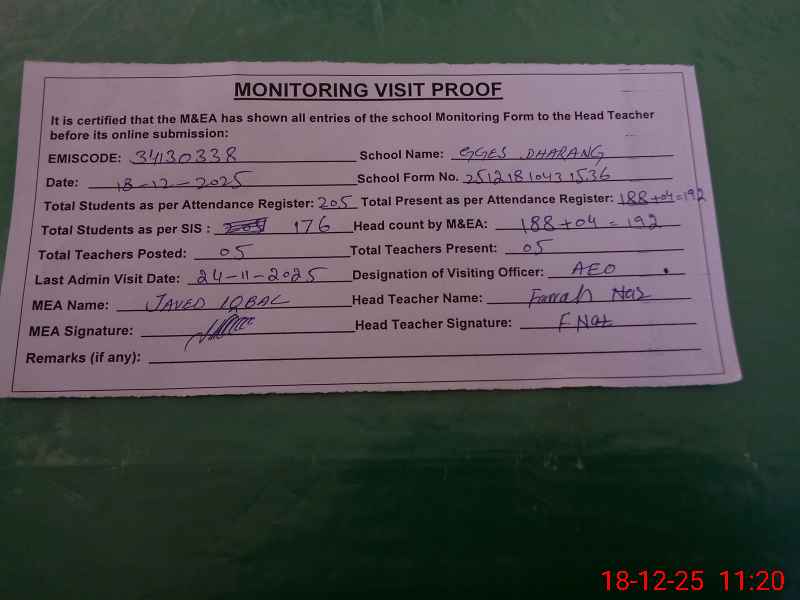 MONITORING VISIT PROOF
It is certified that the M&EA has shown all entries of the school Monitoring Form to the Head Teacher
before its online submission:
EMISCODE: 34130338 School Name: GGES DHARANG
Date: 18-12-2025 School Form No. 25121810431536
Total Students as per Attendance Register: 205 Total Present as per Attendance Register: 188+04=192
Total Students as per SIS : 176 Head count by M&EA: 188+04=192
Total Teachers Posted: 05 Total Teachers Present: 05
Last Admin Visit Date: 24-11-2025 Designation of Visiting Officer: AEO
MEA Name: JAVED IQBAL Head Teacher Name: Farrah Naz
MEA Signature: Head Teacher Signature: F Naz
Remarks (if any):
18-12-25 11:20